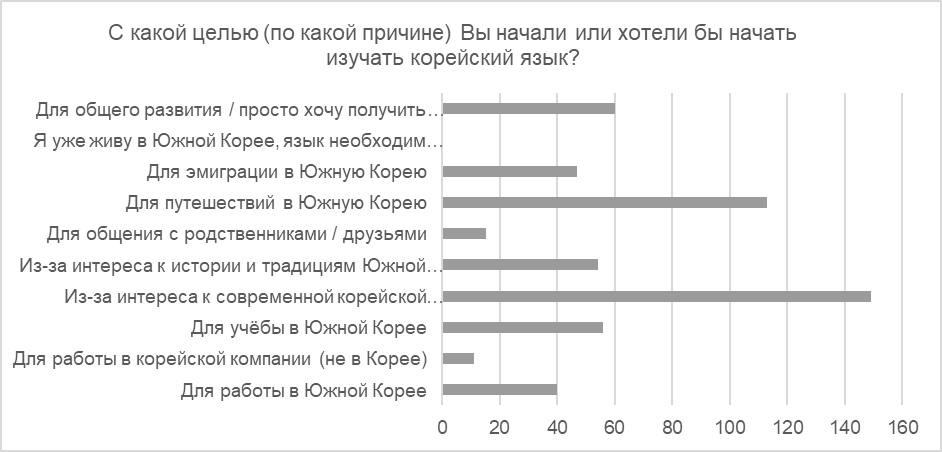 С какой целью (по какой причине) Вы начали или хотели бы начать
изучать корейский язык?
Для общего развития / просто хочу получить…
Я уже живу в Южной Корее, язык необходим…
Для эмиграции в Южную Корею
Для путешествий в Южную Корею
Для общения с родственниками / друзьями
Из-за интереса к истории и традициям Южной…
Из-за интереса к современной корейской…
Для учёбы в Южной Корее
Для работы в корейской компании (не в Корее)
Для работы в Южной Корее
0 20 40 60 80 100 120 140 160